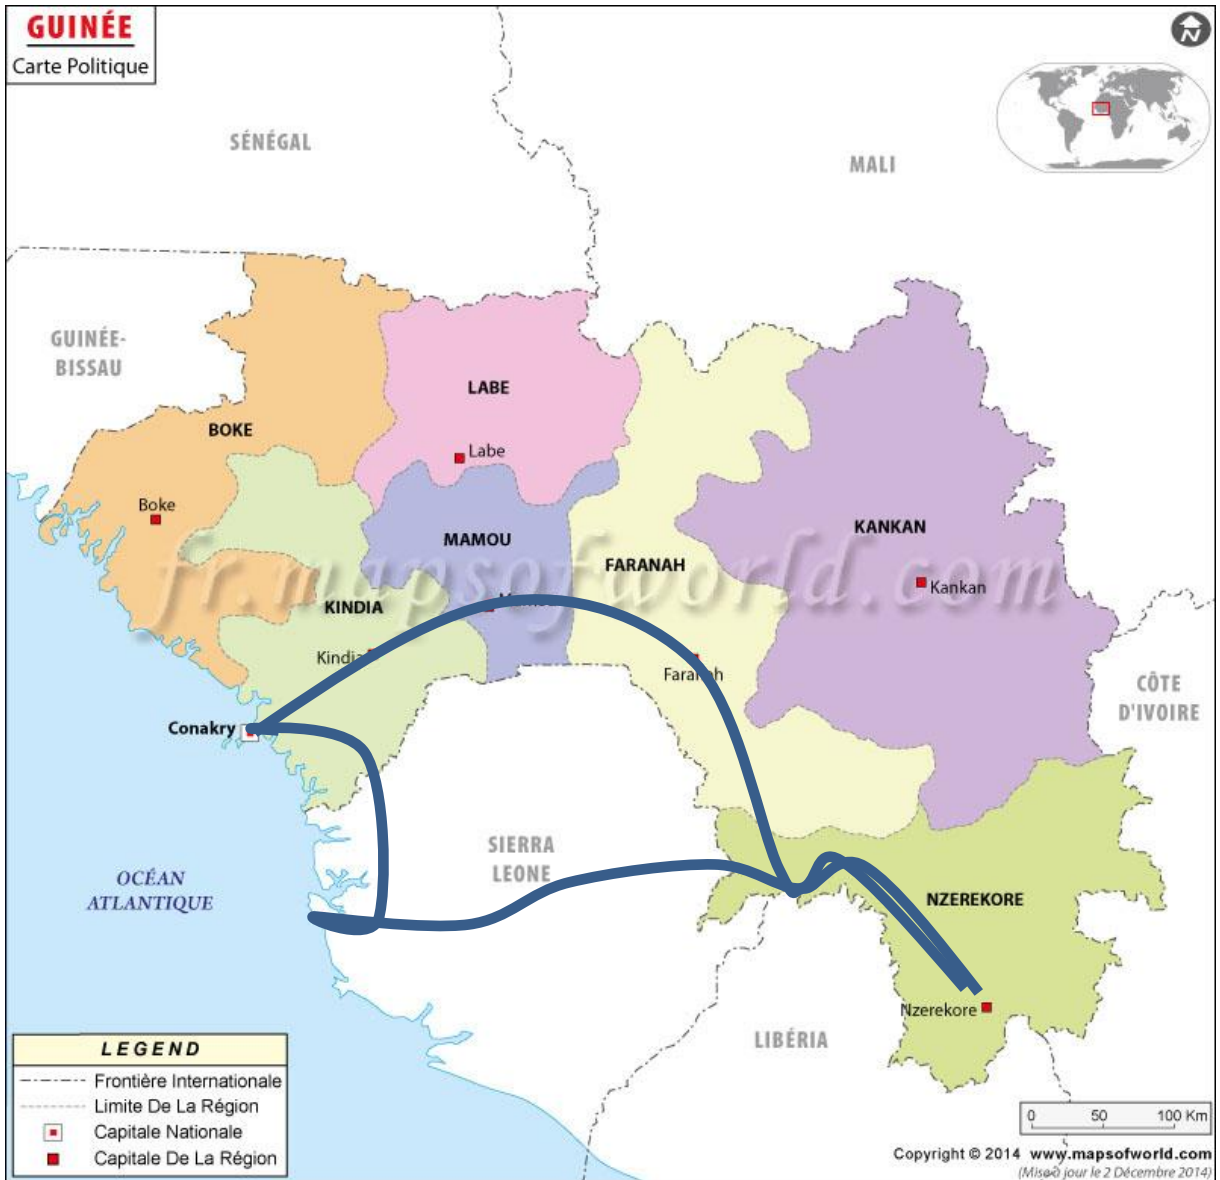 GUINÉE
Carte Politique
N
SÉNÉGAL
MALI
GUINÉE-
BISSAU
LABE
BOKE
Labe
Boke
MAMOU
KANKAN
FARANAH
fr.mapsofworld.com
Kankan
KINDIA
Kindia
Faranah
CÔTE
D'IVOIRE
Conakry
SIERRA
LEONE
OCÉAN
ATLANTIQUE
NZEREKORE
Nzerekore
LIBÉRIA
LEGEND
Frontière Internationale
Limite De La Région
Capitale Nationale
Capitale De La Région
0 50 100 Km
Copyright © 2014 www.mapsofworld.com
(Mise à jour le 2 Décembre 2014)